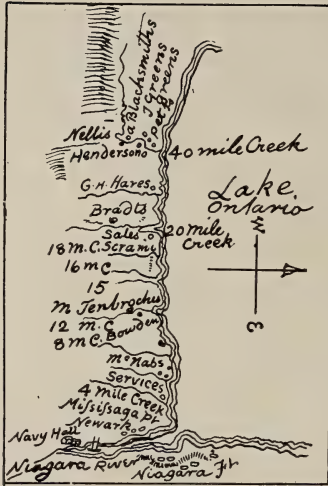 a Blacksmiths
J Greens
Pet Greens
Nellis
Henderson
40 mile Creek
G. H. Hares
Bradts
Lake
Ontario
Sales
20 mile
Creek
18 M.C. Scram
16 m C
15
M Tenbrochus
12 m. C
8 m C. Bowden
McNabs
Services
4 Mile Creek
Missisaga pt
Newark
Navy Hall
Niagara River
Niagara Ft
W
E